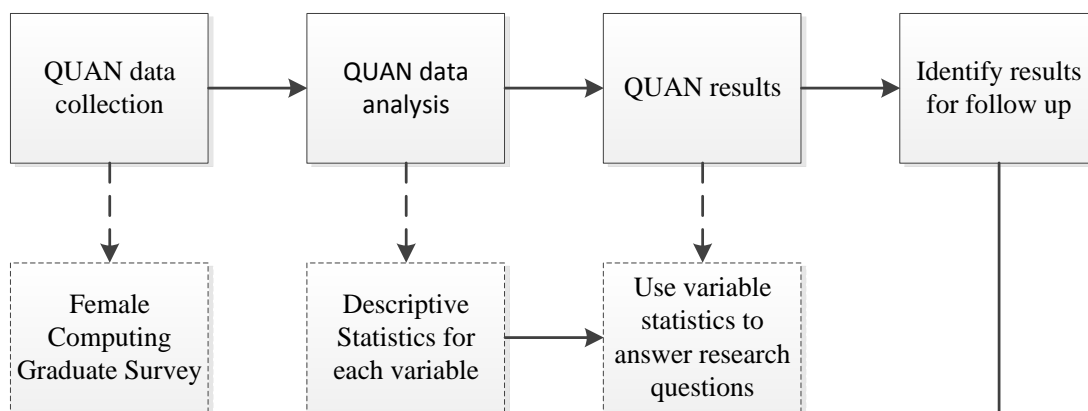 QUAN data
collection
QUAN data
analysis
QUAN results
Identify results
for follow up
Female
Computing
Graduate Survey
Descriptive
Statistics for
each variable
Use variable
statistics to
answer research
questions